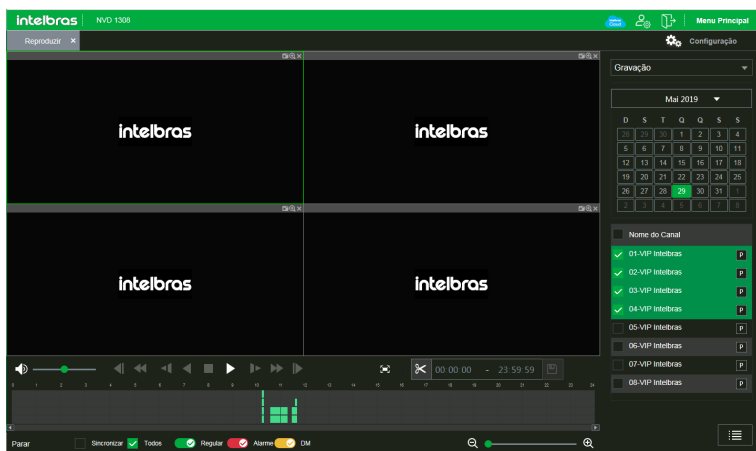 intelbras NVD 1308 Menu Principal
Reproduzir Configuração
intelbras intelbras
intelbras intelbras
Gravação
Mai 2019
D S T Q Q S S
28 29 30 1 2 3 4
5 6 7 8 9 10 11
12 13 14 15 16 17 18
19 20 21 22 23 24 25
26 27 28 29 30 31 1
2 3 4 5 6 7 8
Nome do Canal
01-VIP Intelbras P
02-VIP Intelbras P
03-VIP Intelbras P
04-VIP Intelbras P
05-VIP Intelbras P
06-VIP Intelbras P
07-VIP Intelbras P
08-VIP Intelbras P
00:00:00 - 23:59:59
0 1 2 3 4 5 6 7 8 9 10 11 12 13 14 15 16 17 18 19 20 21 22 23 24
Parar Sincronizar Todos Regular Alarme DM